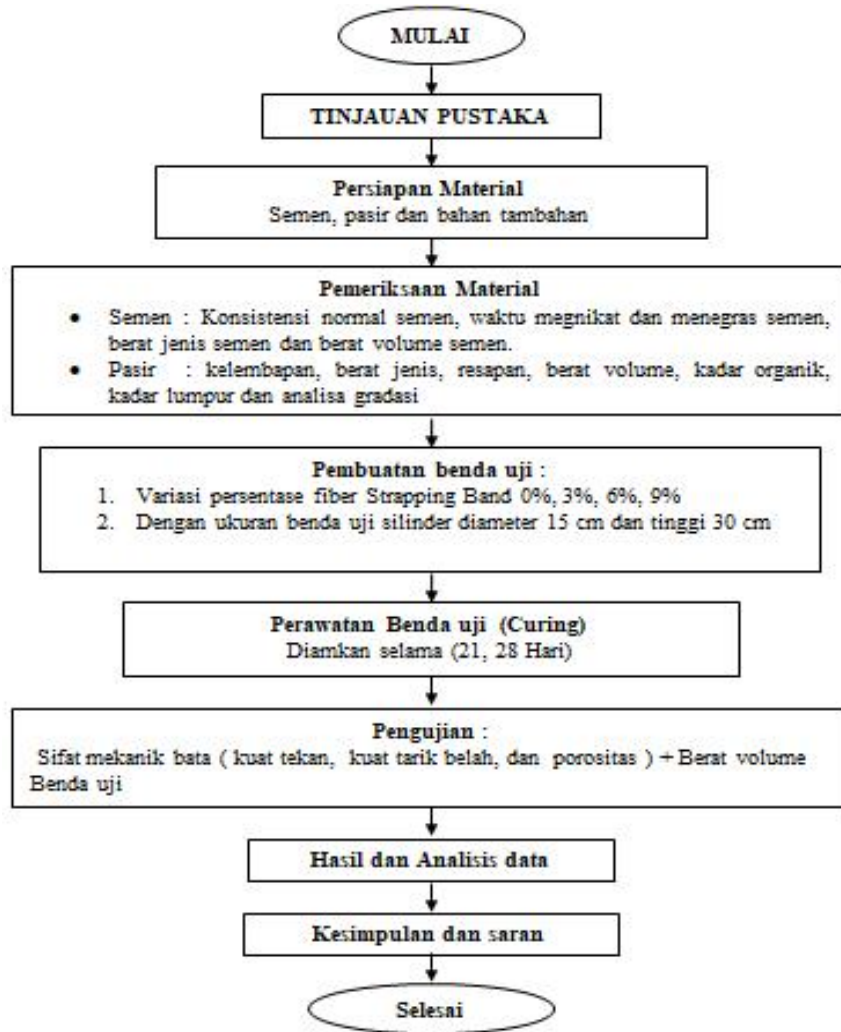 MULAI
TINJAUAN PUSTAKA
Persiapan Material
Semen, pasir dan bahan tambahan
Pemeriksaan Material
• Semen : Konsistensi normal semen, waktu megnikat dan menegras semen,
berat jenis semen dan berat volume semen.
• Pasir : kelembapan, berat jenis, resapan, berat volume, kadar organik,
kadar lumpur dan analisa gradasi
Pembuatan benda uji :
1. Variasi persentase fiber Strapping Band 0%, 3%, 6%, 9%
2. Dengan ukuran benda uji silinder diameter 15 cm dan tinggi 30 cm
Perawatan Benda uji (Curing)
Diamkan selama (21, 28 Hari)
Pengujian :
Sifat mekanik bata ( kuat tekan, kuat tarik belah, dan porositas ) + Berat volume
Benda uji
Hasil dan Analisis data
Kesimpulan dan saran
Selesai